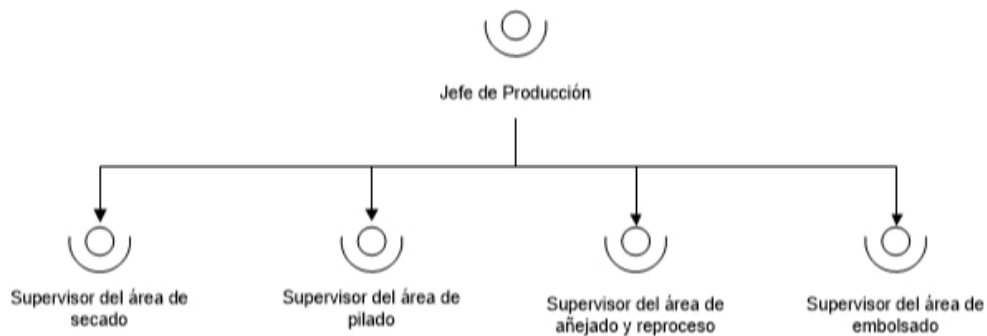 Jefe de Producción
Supervisor del área de
secado
Supervisor del área de
pilado
Supervisor del área de
añejado y reproceso
Supervisor del área de
embolsado